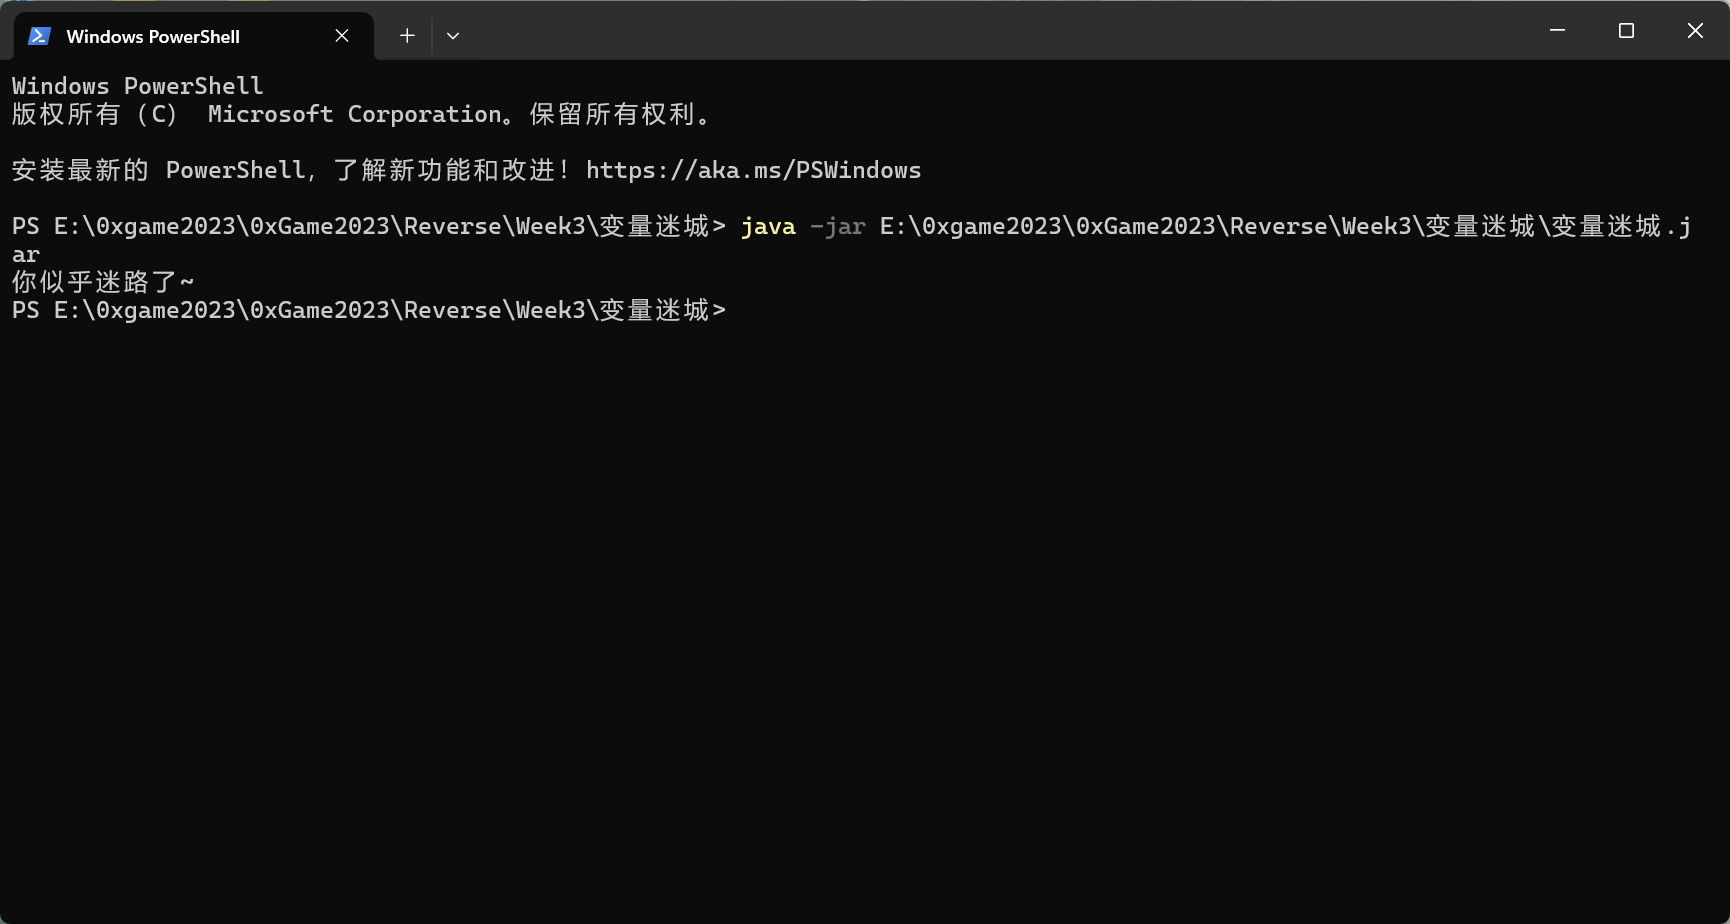 Windows PowerShell
Windows PowerShell
版权所有 (C) Microsoft Corporation。保留所有权利。
安装最新的 PowerShell，了解新功能和改进！https://aka.ms/PSWindows
PS E:\0xgame2023\0xGame2023\Reverse\Week3\变量迷城> java -jar E:\0xgame2023\0xGame2023\Reverse\Week3\变量迷城\变量迷城.j
ar
你似乎迷路了~
PS E:\0xgame2023\0xGame2023\Reverse\Week3\变量迷城>